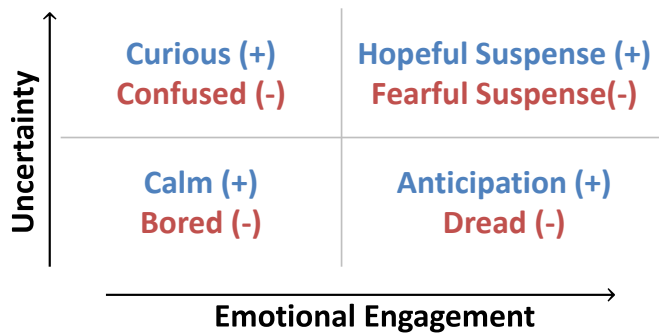 Uncertainty
Curious (+)
Confused (-)
Hopeful Suspense (+)
Fearful Suspense(-)
Calm (+)
Bored (-)
Anticipation (+)
Dread (-)
Emotional Engagement